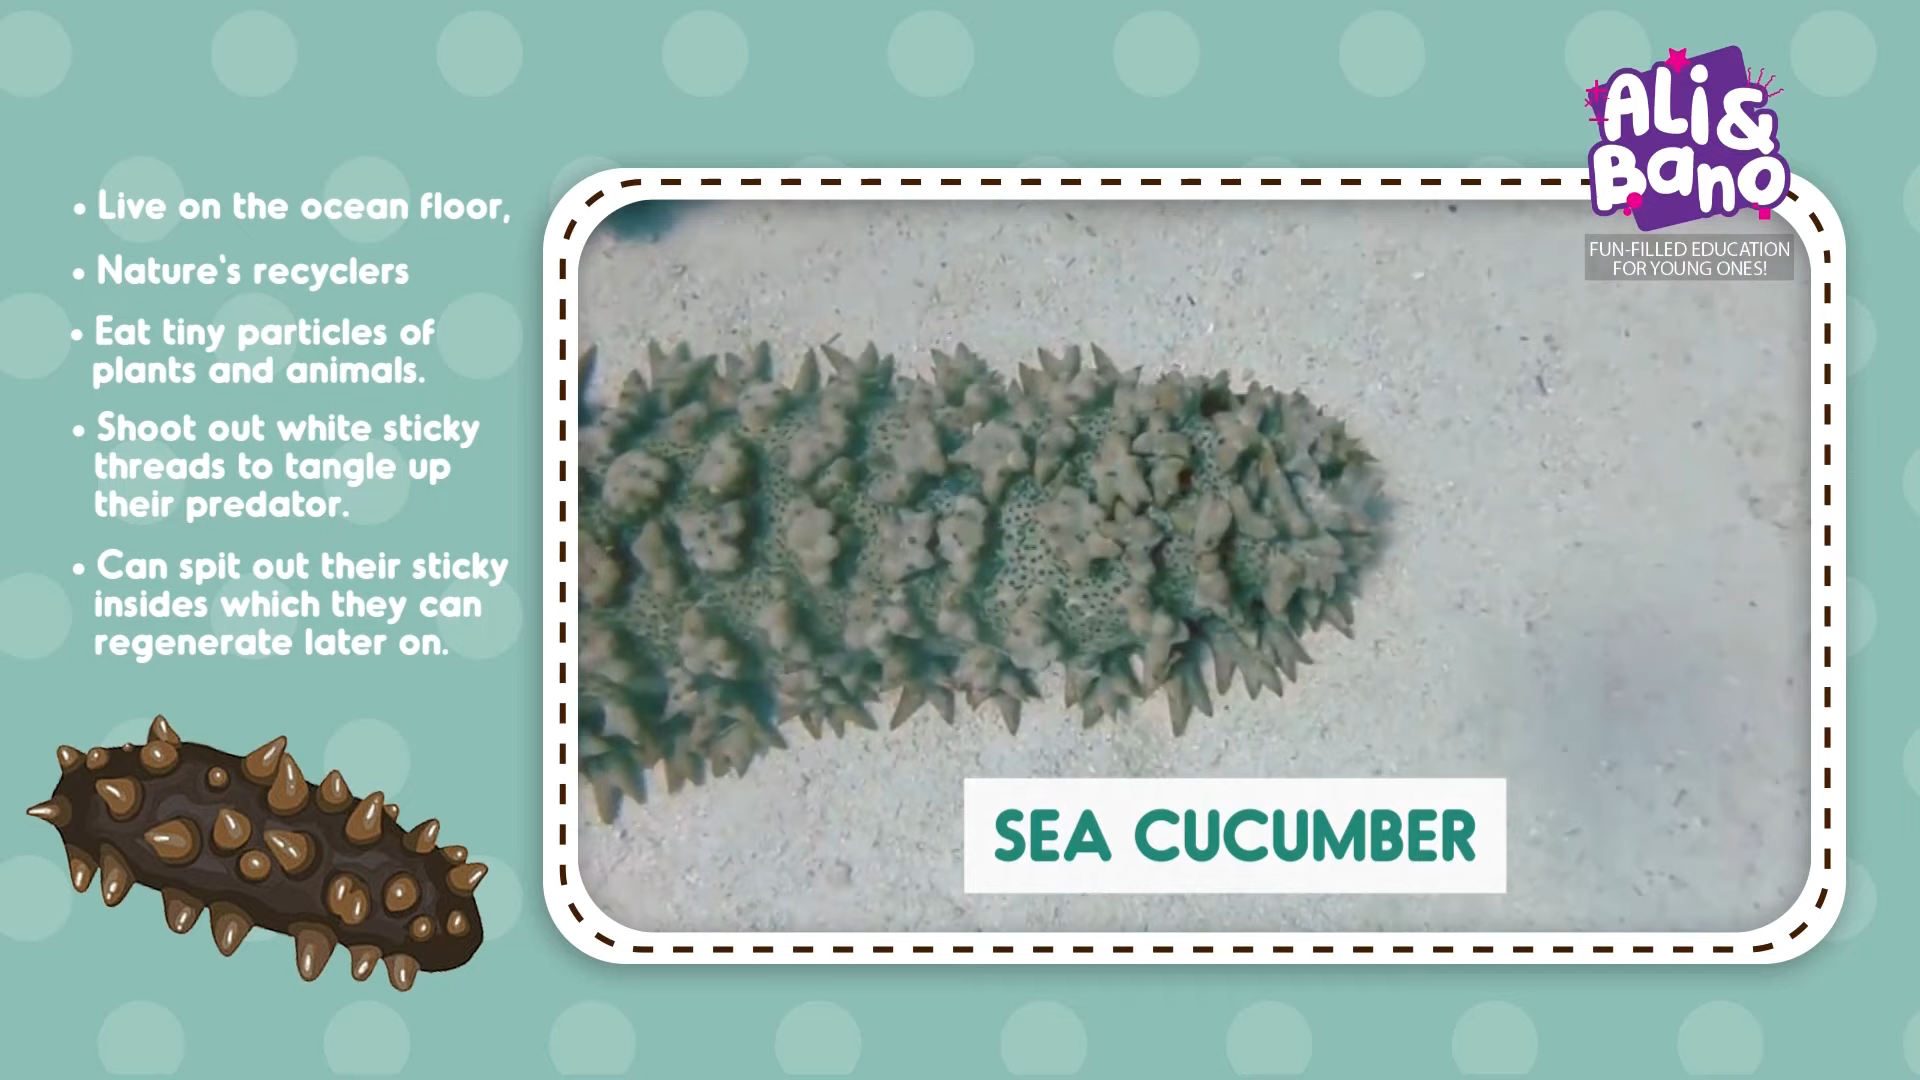 • Live on the ocean floor,
• Nature's recyclers
• Eat tiny particles of
plants and animals.
• Shoot out white sticky
threads to tangle up
their predator.
• Can spit out their sticky
insides which they can
regenerate later on.
ALi&
Bano
FUN-FILLED EDUCATION
FOR YOUNG ONES!
SEA CUCUMBER